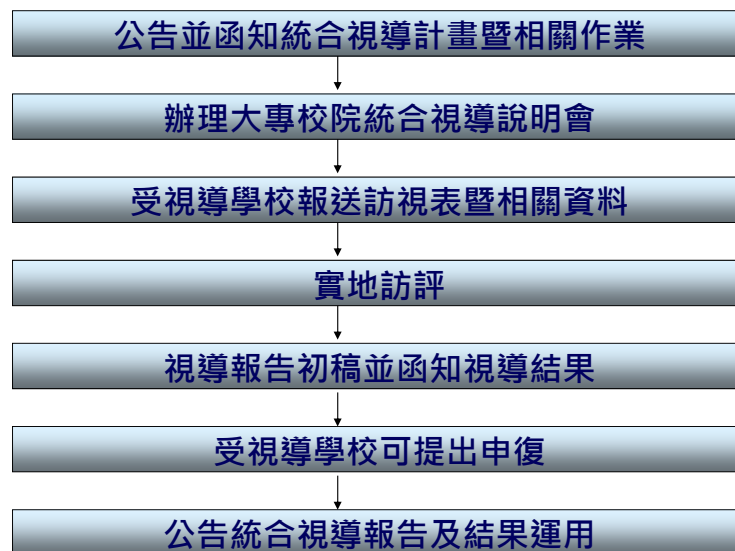 公告並函知統合視導計畫暨相關作業
辦理大專校院統合視導說明會
受視導學校報送訪視表暨相關資料
實地訪評
視導報告初稿並函知視導結果
受視導學校可提出申復
公告統合視導報告及結果運用